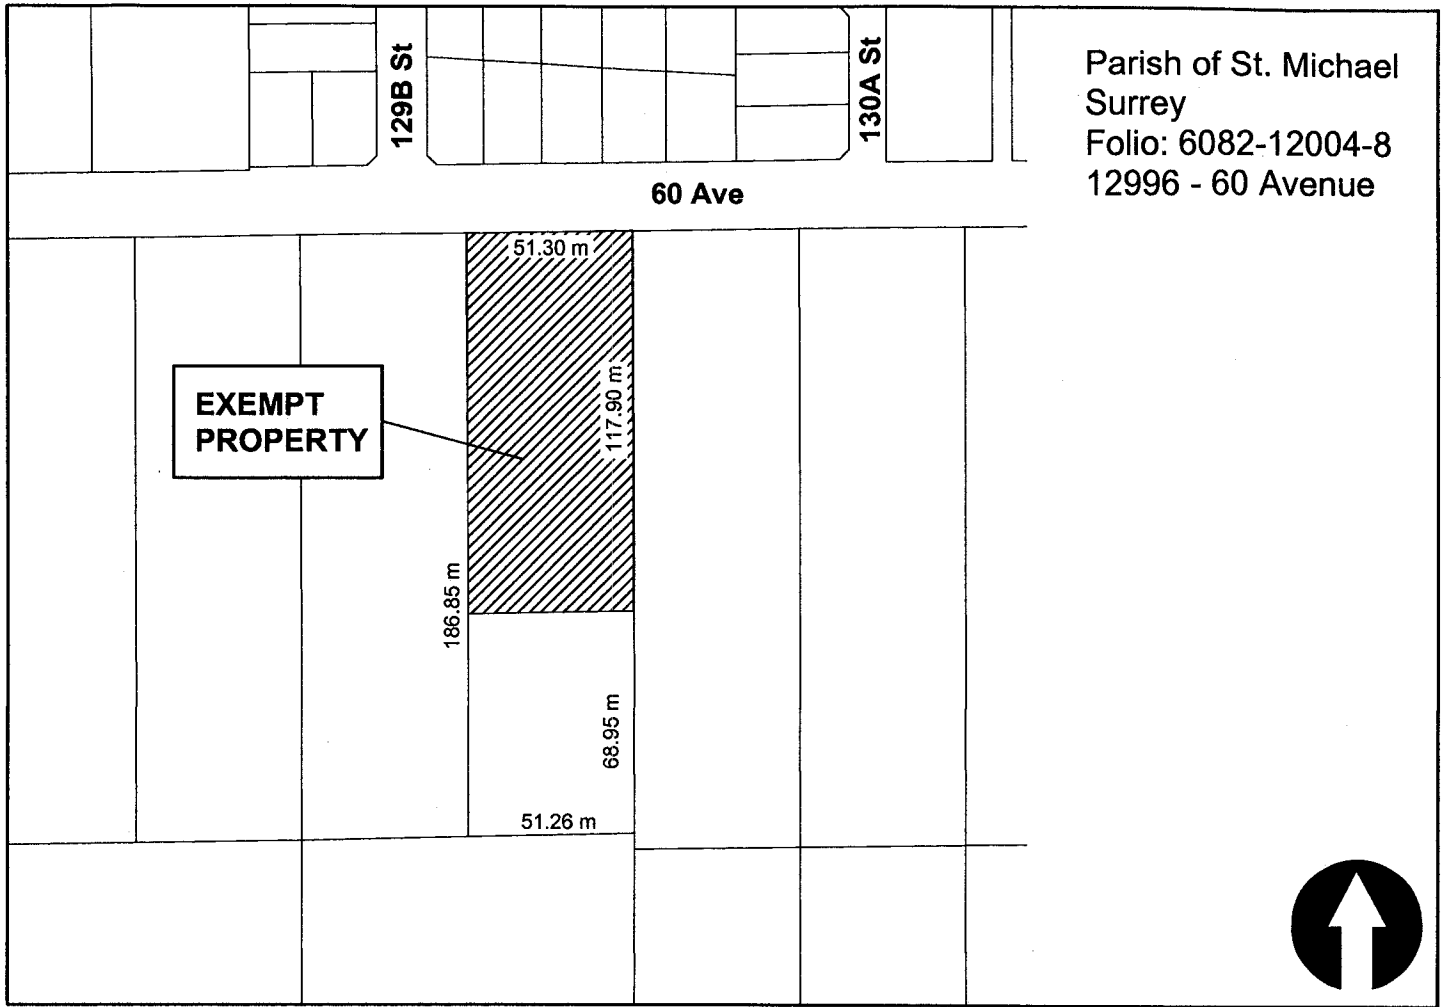 129B St
130A St
Parish of St. Michael
Surrey
Folio: 6082-12004-8
12996 - 60 Avenue
60 Ave
51.30 m
117.90 m
EXEMPT
PROPERTY
186.85 m
68.95 m
51.26 m